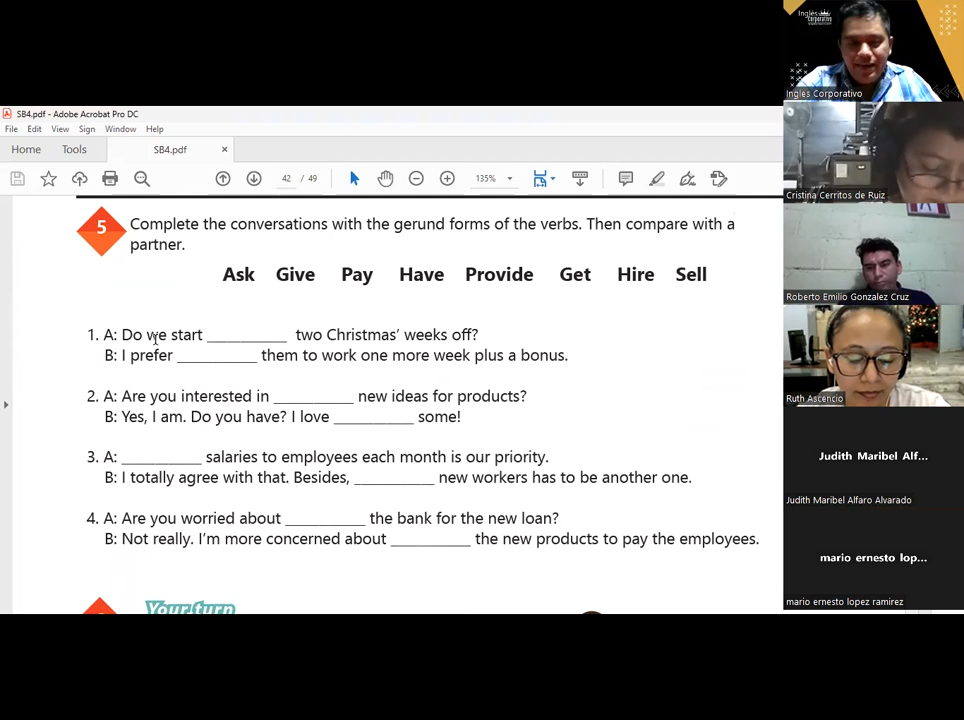 Inglés
Corporativo
Ingles Corporativo
SB4.pdf - Adobe Acrobat Pro DC
File Edit View Sign Window Help
Home Tools SB4.pdf ×
42 / 49 135%
Cristina Cerritos de Ruiz
5 Complete the conversations with the gerund forms of the verbs. Then compare with a
partner.
Ask Give Pay Have Provide Get Hire Sell
Roberto Emilio Gonzalez Cruz
1. A: Do we start __________ two Christmas’ weeks off?
B: I prefer __________ them to work one more week plus a bonus.
2. A: Are you interested in __________ new ideas for products?
Ruth Ascencio
B: Yes, I am. Do you have? I love __________ some!
3. A: __________ salaries to employees each month is our priority.
Judith Maribel Alf...
B: I totally agree with that. Besides, __________ new workers has to be another one.
Judith Maribel Alfaro Alvarado
4. A: Are you worried about __________ the bank for the new loan?
B: Not really. I’m more concerned about __________ the new products to pay the employees.
mario ernesto lop...
mario ernesto lopez ramirez
Your turn